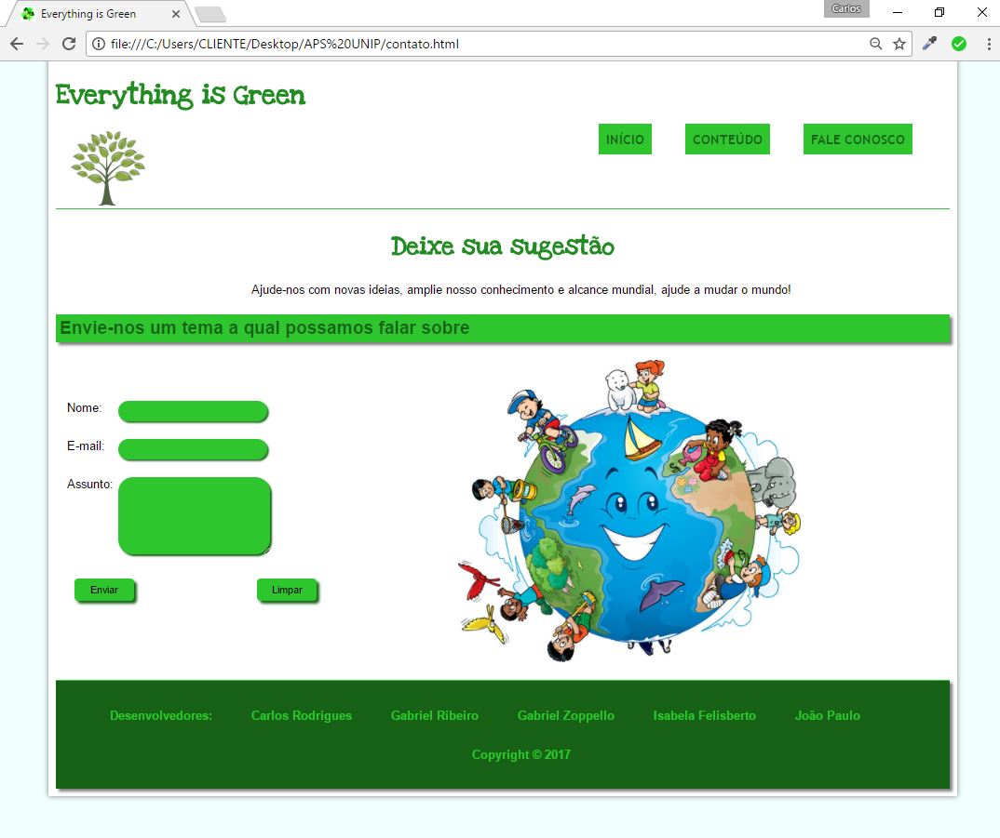 Everything is Green
Carlos
file:///C:/Users/CLIENTE/Desktop/APS%20UNIP/contato.html
Everything is Green
INÍCIO CONTEÚDO FALE CONOSCO
Deixe sua sugestão
Ajude-nos com novas ideias, amplie nosso conhecimento e alcance mundial, ajude a mudar o mundo!
Envie-nos um tema a qual possamos falar sobre
Nome:
E-mail:
Assunto:
Enviar Limpar
Desenvolvedores: Carlos Rodrigues Gabriel Ribeiro Gabriel Zoppello Isabela Felisberto João Paulo
Copyright © 2017